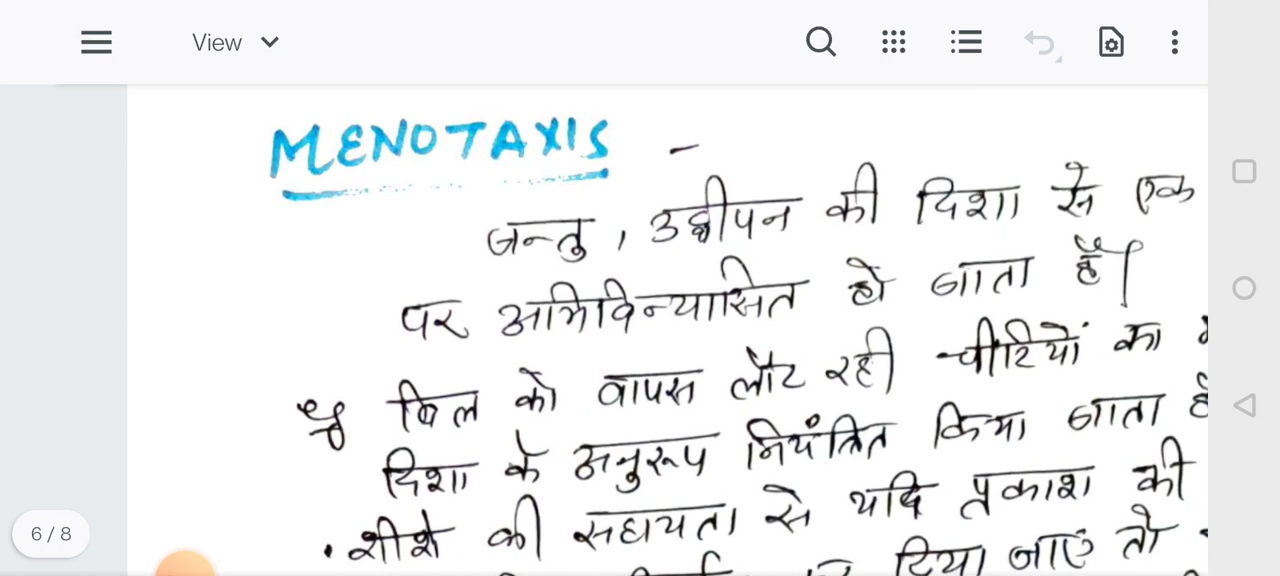 View
MENOTAXIS -
जन्तु, उद्दीपन की दिशा से एक
पर अभिविन्यासित हो जाता है।
बिल को वापस लौट रही चीटियों का
दिशा के अनुरूप नियंत्रित किया जाता है
• शीशे की सहायता से यदि प्रकाश की
दिया जाए तो
6 / 8